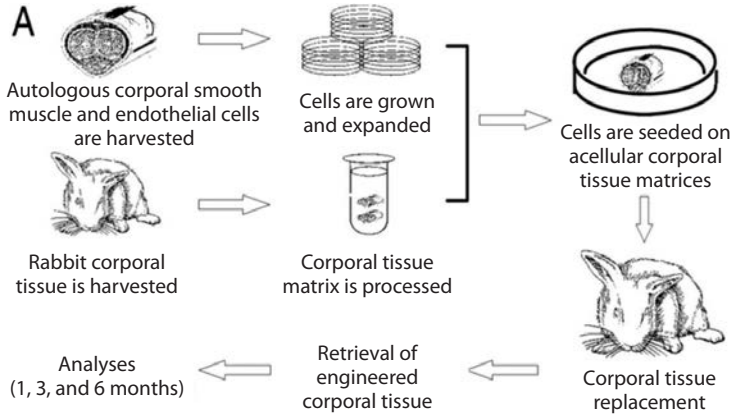 A
Autologous corporal smooth
muscle and endothelial cells
are harvested
Cells are grown
and expanded
Cells are seeded on
acellular corporal
tissue matrices
Rabbit corporal
tissue is harvested
Corporal tissue
matrix is processed
Corporal tissue
replacement
Retrieval of
engineered
corporal tissue
Analyses
(1, 3, and 6 months)